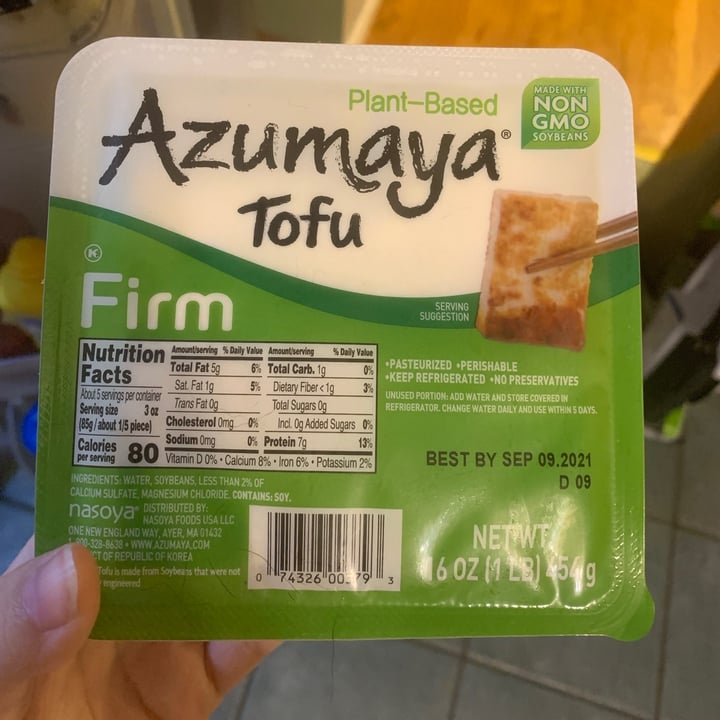 Plant-Based
Azumaya®
Tofu
MADE WITH
NON
GMO
SOYBEANS
K
Firm
SERVING
SUGGESTION
Nutrition
Facts
About 5 servings per container
Serving size 3 oz
(85g/about 1/5 piece)
Calories
per serving 80
Amount/serving % Daily Value
Total Fat 5g 6%
Sat. Fat 1g 5%
Trans Fat 0g
Cholesterol 0mg 0%
Sodium 0mg 0%
Amount/serving % Daily Value
Total Carb. 1g 0%
Dietary Fiber <1g 3%
Total Sugars 0g
Incl. 0g Added Sugars 0%
Protein 7g 13%
Vitamin D 0% • Calcium 8% • Iron 6% • Potassium 2%
•PASTEURIZED •PERISHABLE
•KEEP REFRIGERATED •NO PRESERVATIVES
UNUSED PORTION: ADD WATER AND STORE COVERED IN
REFRIGERATOR. CHANGE WATER DAILY AND USE WITHIN 5 DAYS.
BEST BY SEP 09.2021
D 09
INGREDIENTS: WATER, SOYBEANS, LESS THAN 2% OF
CALCIUM SULFATE, MAGNESIUM CHLORIDE. CONTAINS: SOY.
nasoya® DISTRIBUTED BY:
NASOYA FOODS USA LLC
ONE NEW ENGLAND WAY, AYER, MA 01432
1-800-328-8638 • WWW.AZUMAYA.COM
CT OF REPUBLIC OF KOREA
Tofu is made from Soybeans that were not
engineered
0 74326 00379 3
NET WT.
16 OZ (1 LB) 454g